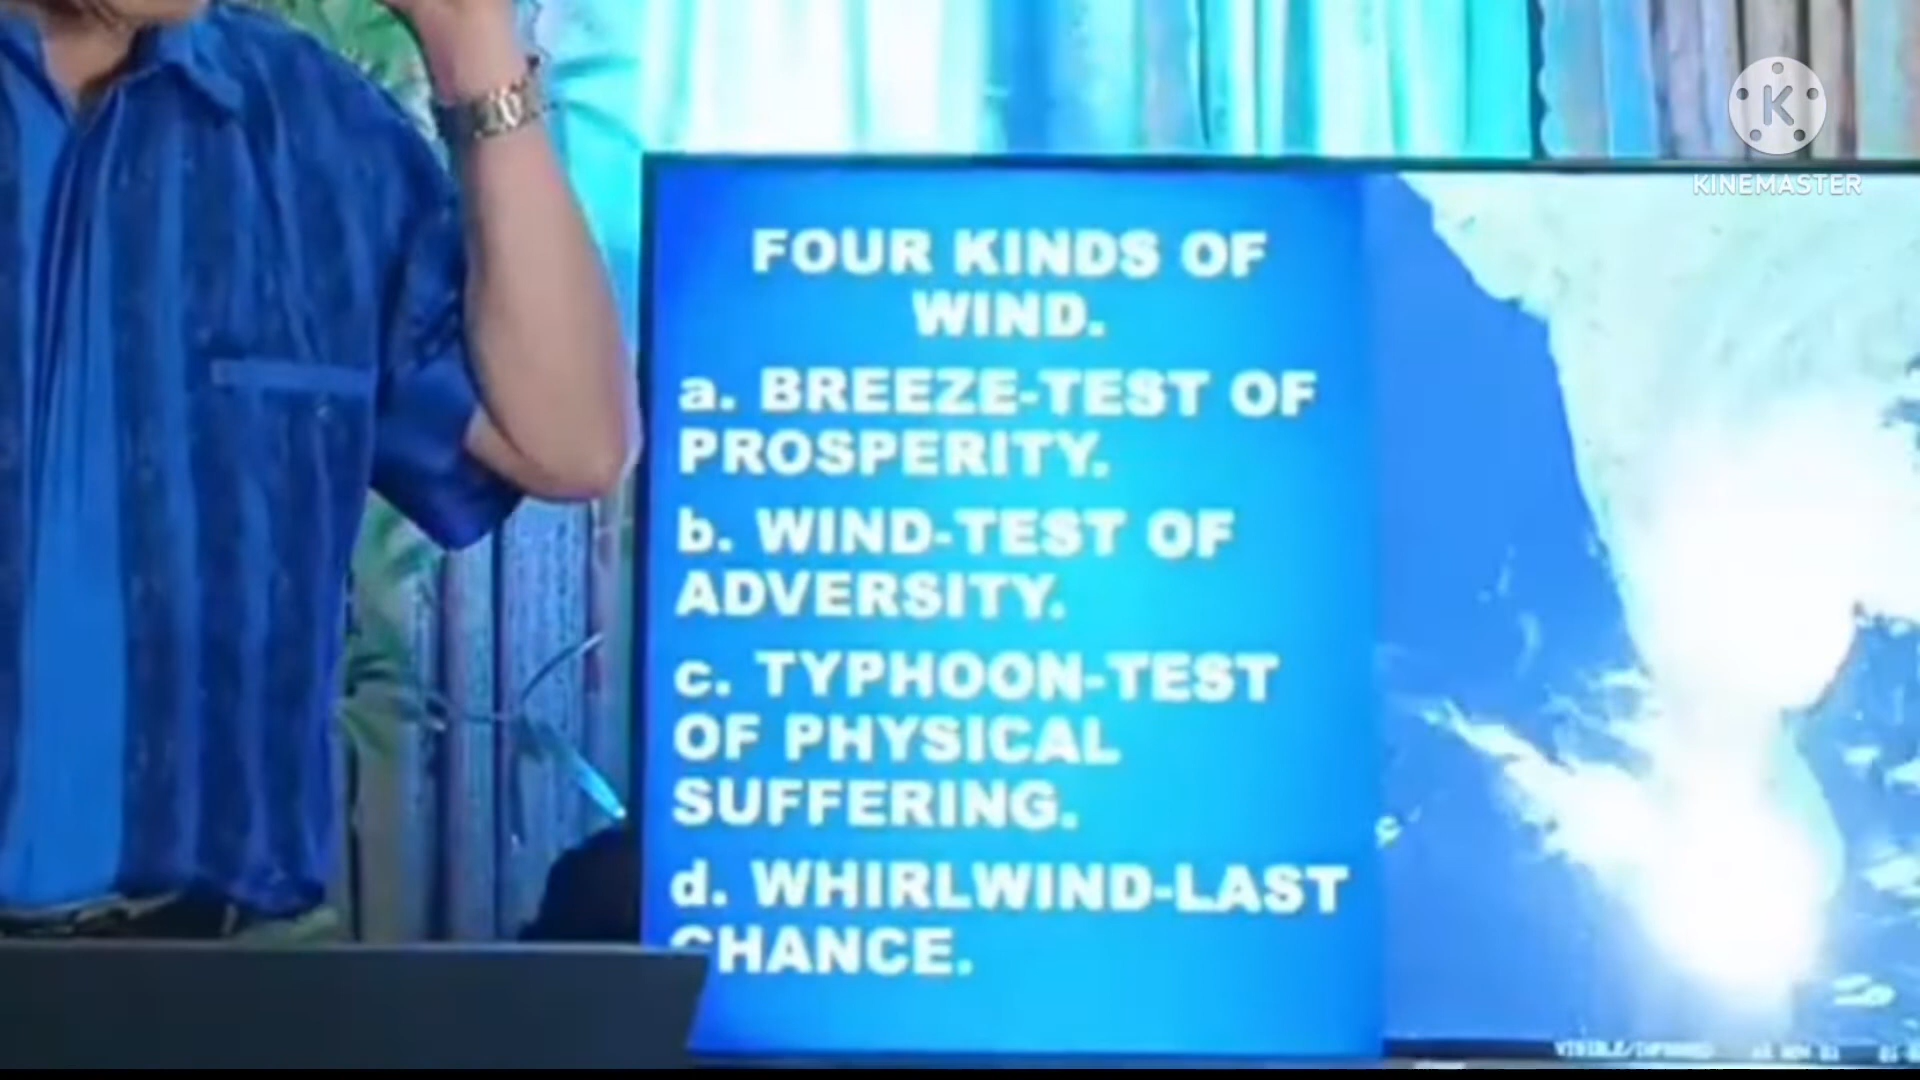 K
KINEMASTER
FOUR KINDS OF
WIND.
a. BREEZE-TEST OF
PROSPERITY.
b. WIND-TEST OF
ADVERSITY.
c. TYPHOON-TEST
OF PHYSICAL
SUFFERING.
d. WHIRLWIND-LAST
CHANCE.